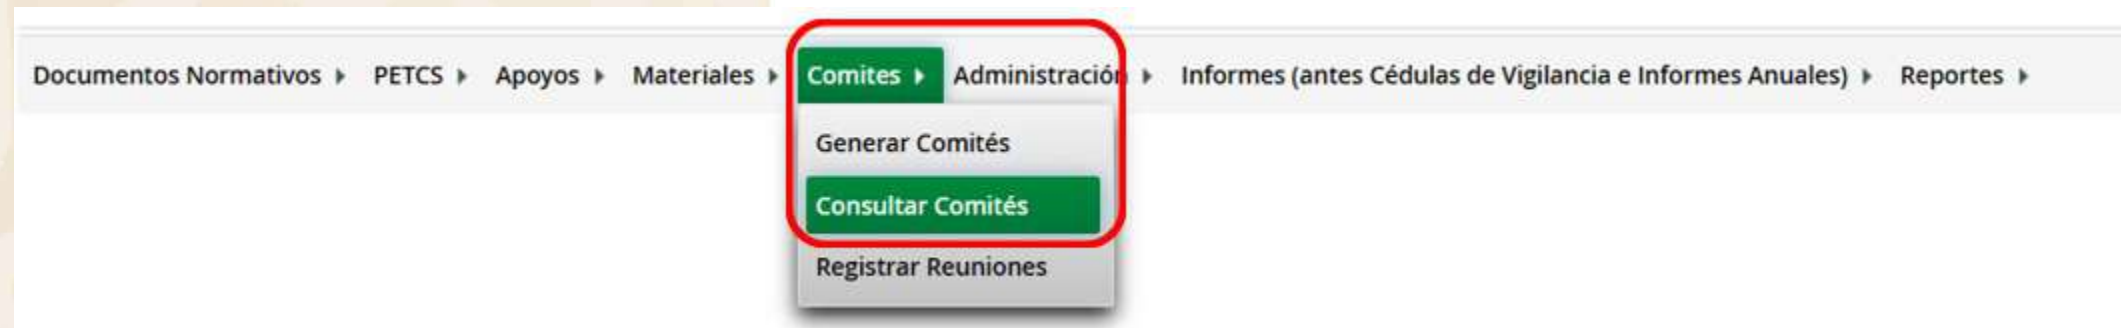 Documentos Normativos PETCS Apoyos Materiales Comites Administración Informes (antes Cédulas de Vigilancia e Informes Anuales) Reportes
Generar Comités
Consultar Comités
Registrar Reuniones